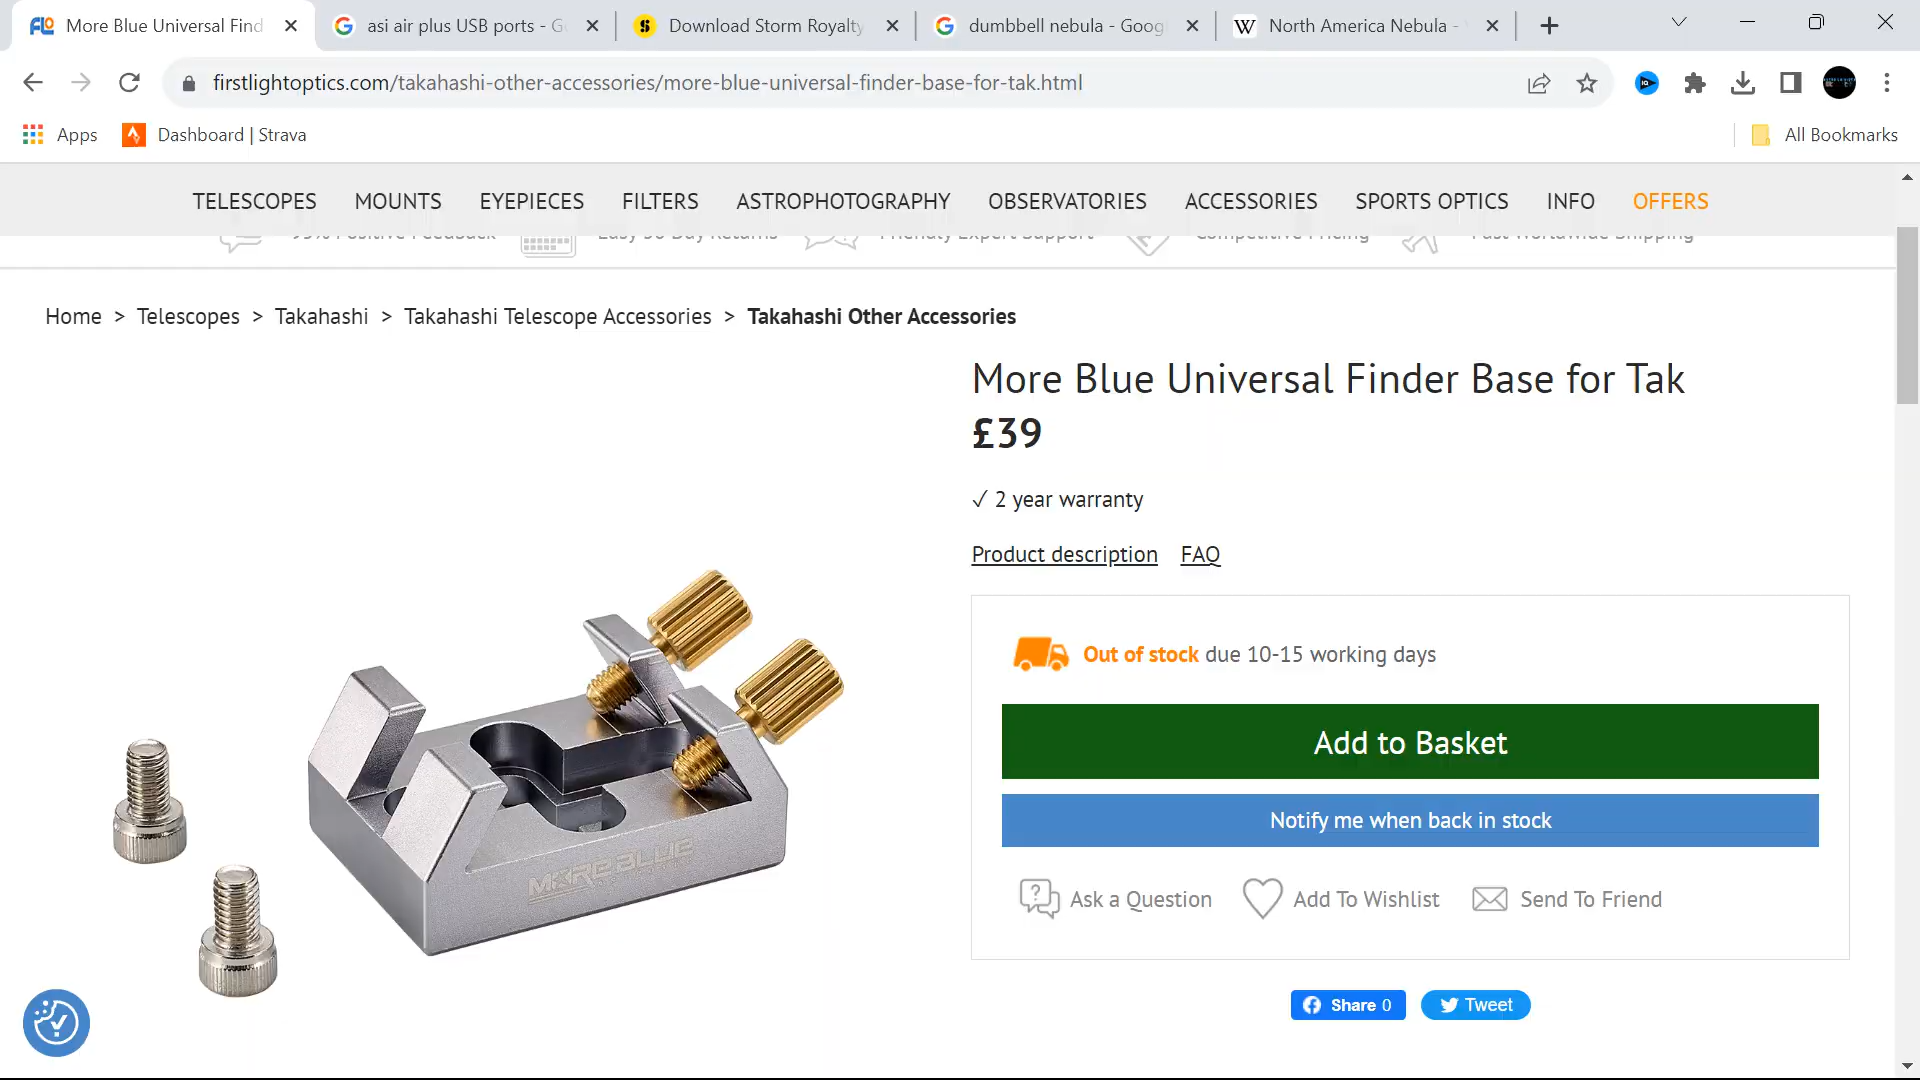 More Blue Universal Find
asi air plus USB ports - G
Download Storm Royalty
dumbbell nebula - Goog
W North America Nebula -
firstlightoptics.com/takahashi-other-accessories/more-blue-universal-finder-base-for-tak.html
Apps Dashboard | Strava All Bookmarks
TELESCOPES MOUNTS EYEPIECES FILTERS ASTROPHOTOGRAPHY OBSERVATORIES ACCESSORIES SPORTS OPTICS INFO OFFERS
Home > Telescopes > Takahashi > Takahashi Telescope Accessories > Takahashi Other Accessories
More Blue Universal Finder Base for Tak
£39
✓ 2 year warranty
Product description FAQ
Out of stock due 10-15 working days
Add to Basket
Notify me when back in stock
Ask a Question Add To Wishlist Send To Friend
MOREBLUE
Share 0 Tweet